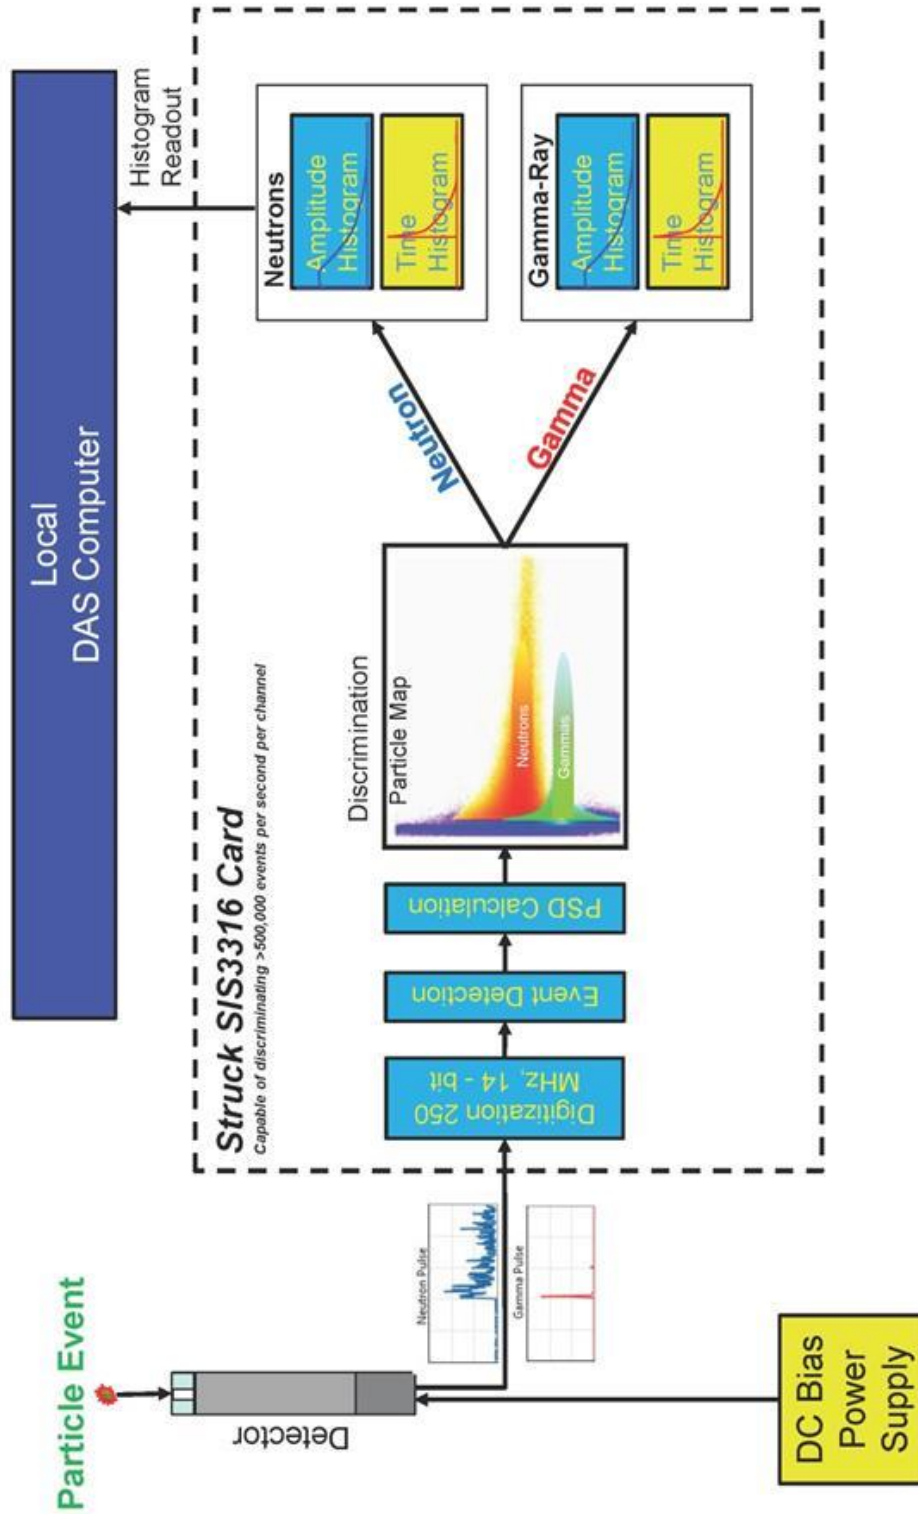 Local
DAS Computer
Histogram
Readout
Particle Event
Struck SIS3316 Card
Capable of discriminating >500,000 events per second per channel
Detector
Neutron Pulse
Gamma Pulse
Digitization 250
MHz, 14 - bit
Event Detection
PSD Calculation
Discrimination
Particle Map
Neutrons
Gammas
Neutron
Gamma
Neutrons
Amplitude
Histogram
Time
Histogram
Gamma-Ray
Amplitude
Histogram
Time
Histogram
DC Bias
Power
Supply